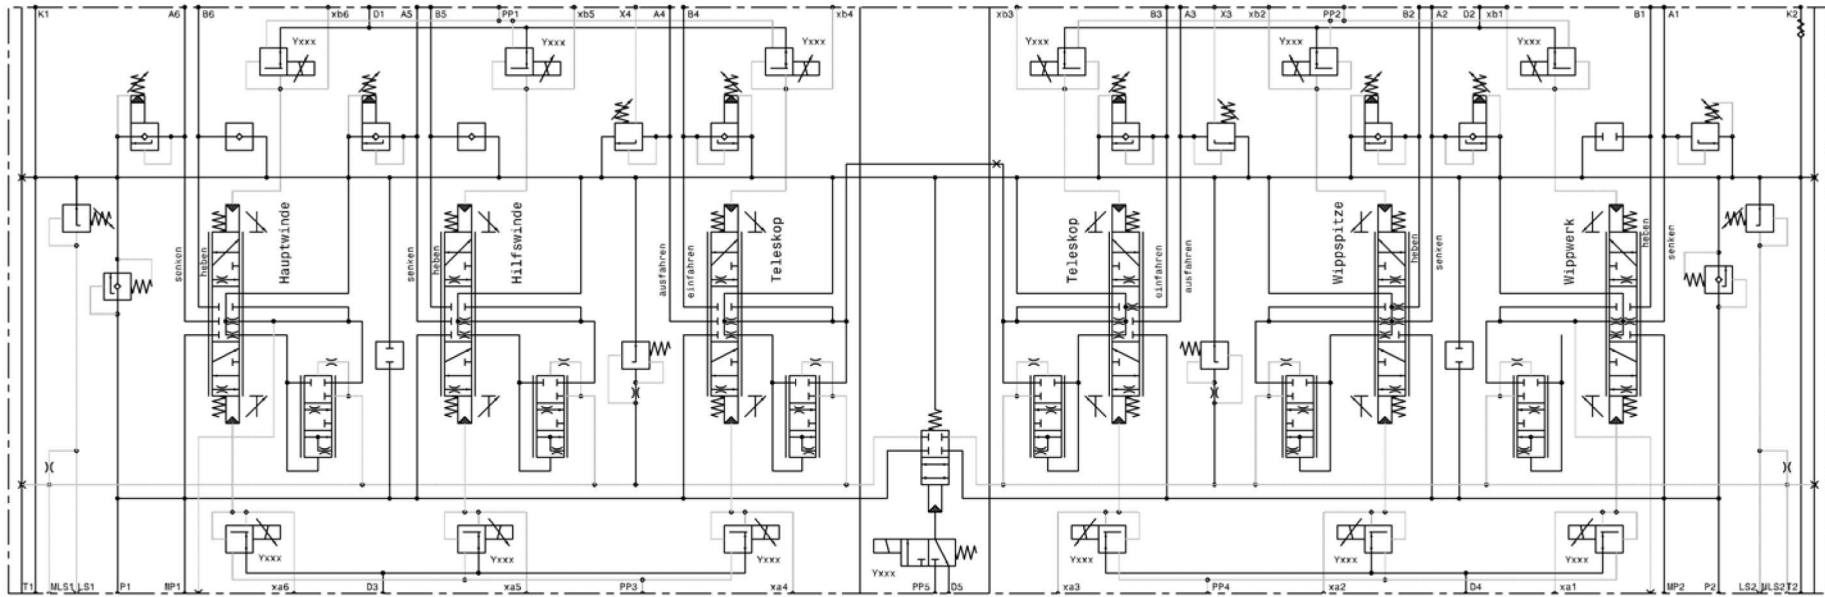 K1 A6 B6 xb6 D1 A5 B5 PP1 xb5 X4 A4 B4 xb4 xb3 B3 A3 X3 xb2 PP2 B2 A2 D2 xb1 B1 A1 K2
Yxxx Yxxx Yxxx Yxxx Yxxx Yxxx
senken
heben
Hauptwinde
senken
heben
Hilfswinde
ausfahren
einfahren
Teleskop
Teleskop
einfahren
ausfahren
Wippspitze
heben
senken
Wippwerk
heben
senken
Yxxx Yxxx Yxxx Yxxx Yxxx Yxxx Yxxx
T1 MLS1 LS1 P1 MP1 xa6 D3 xa5 PP3 xa4 PP5 D5 xa3 PP4 xa2 D4 xa1 MP2 P2 LS2 MLS2 T2